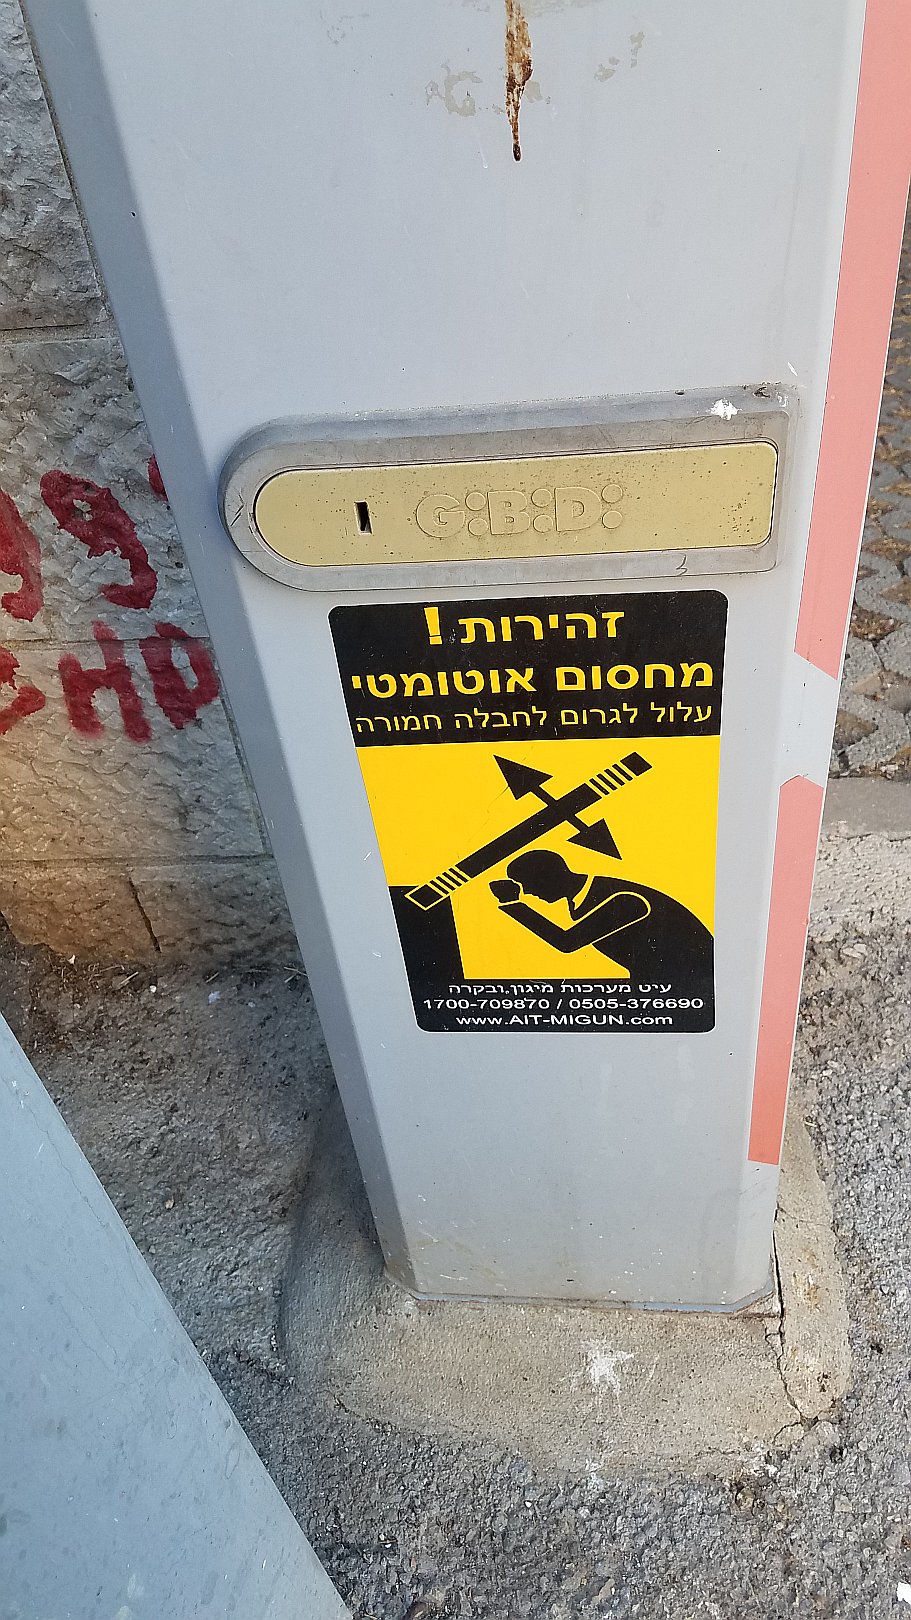 G:B:D:
זהירות!
מחסום אוטומטי
עלול לגרום לחבלה חמורה
עיט מערכות מיגון,ובקרה
1700-709870 / 0505-376690
www.AIT-MIGUN.com